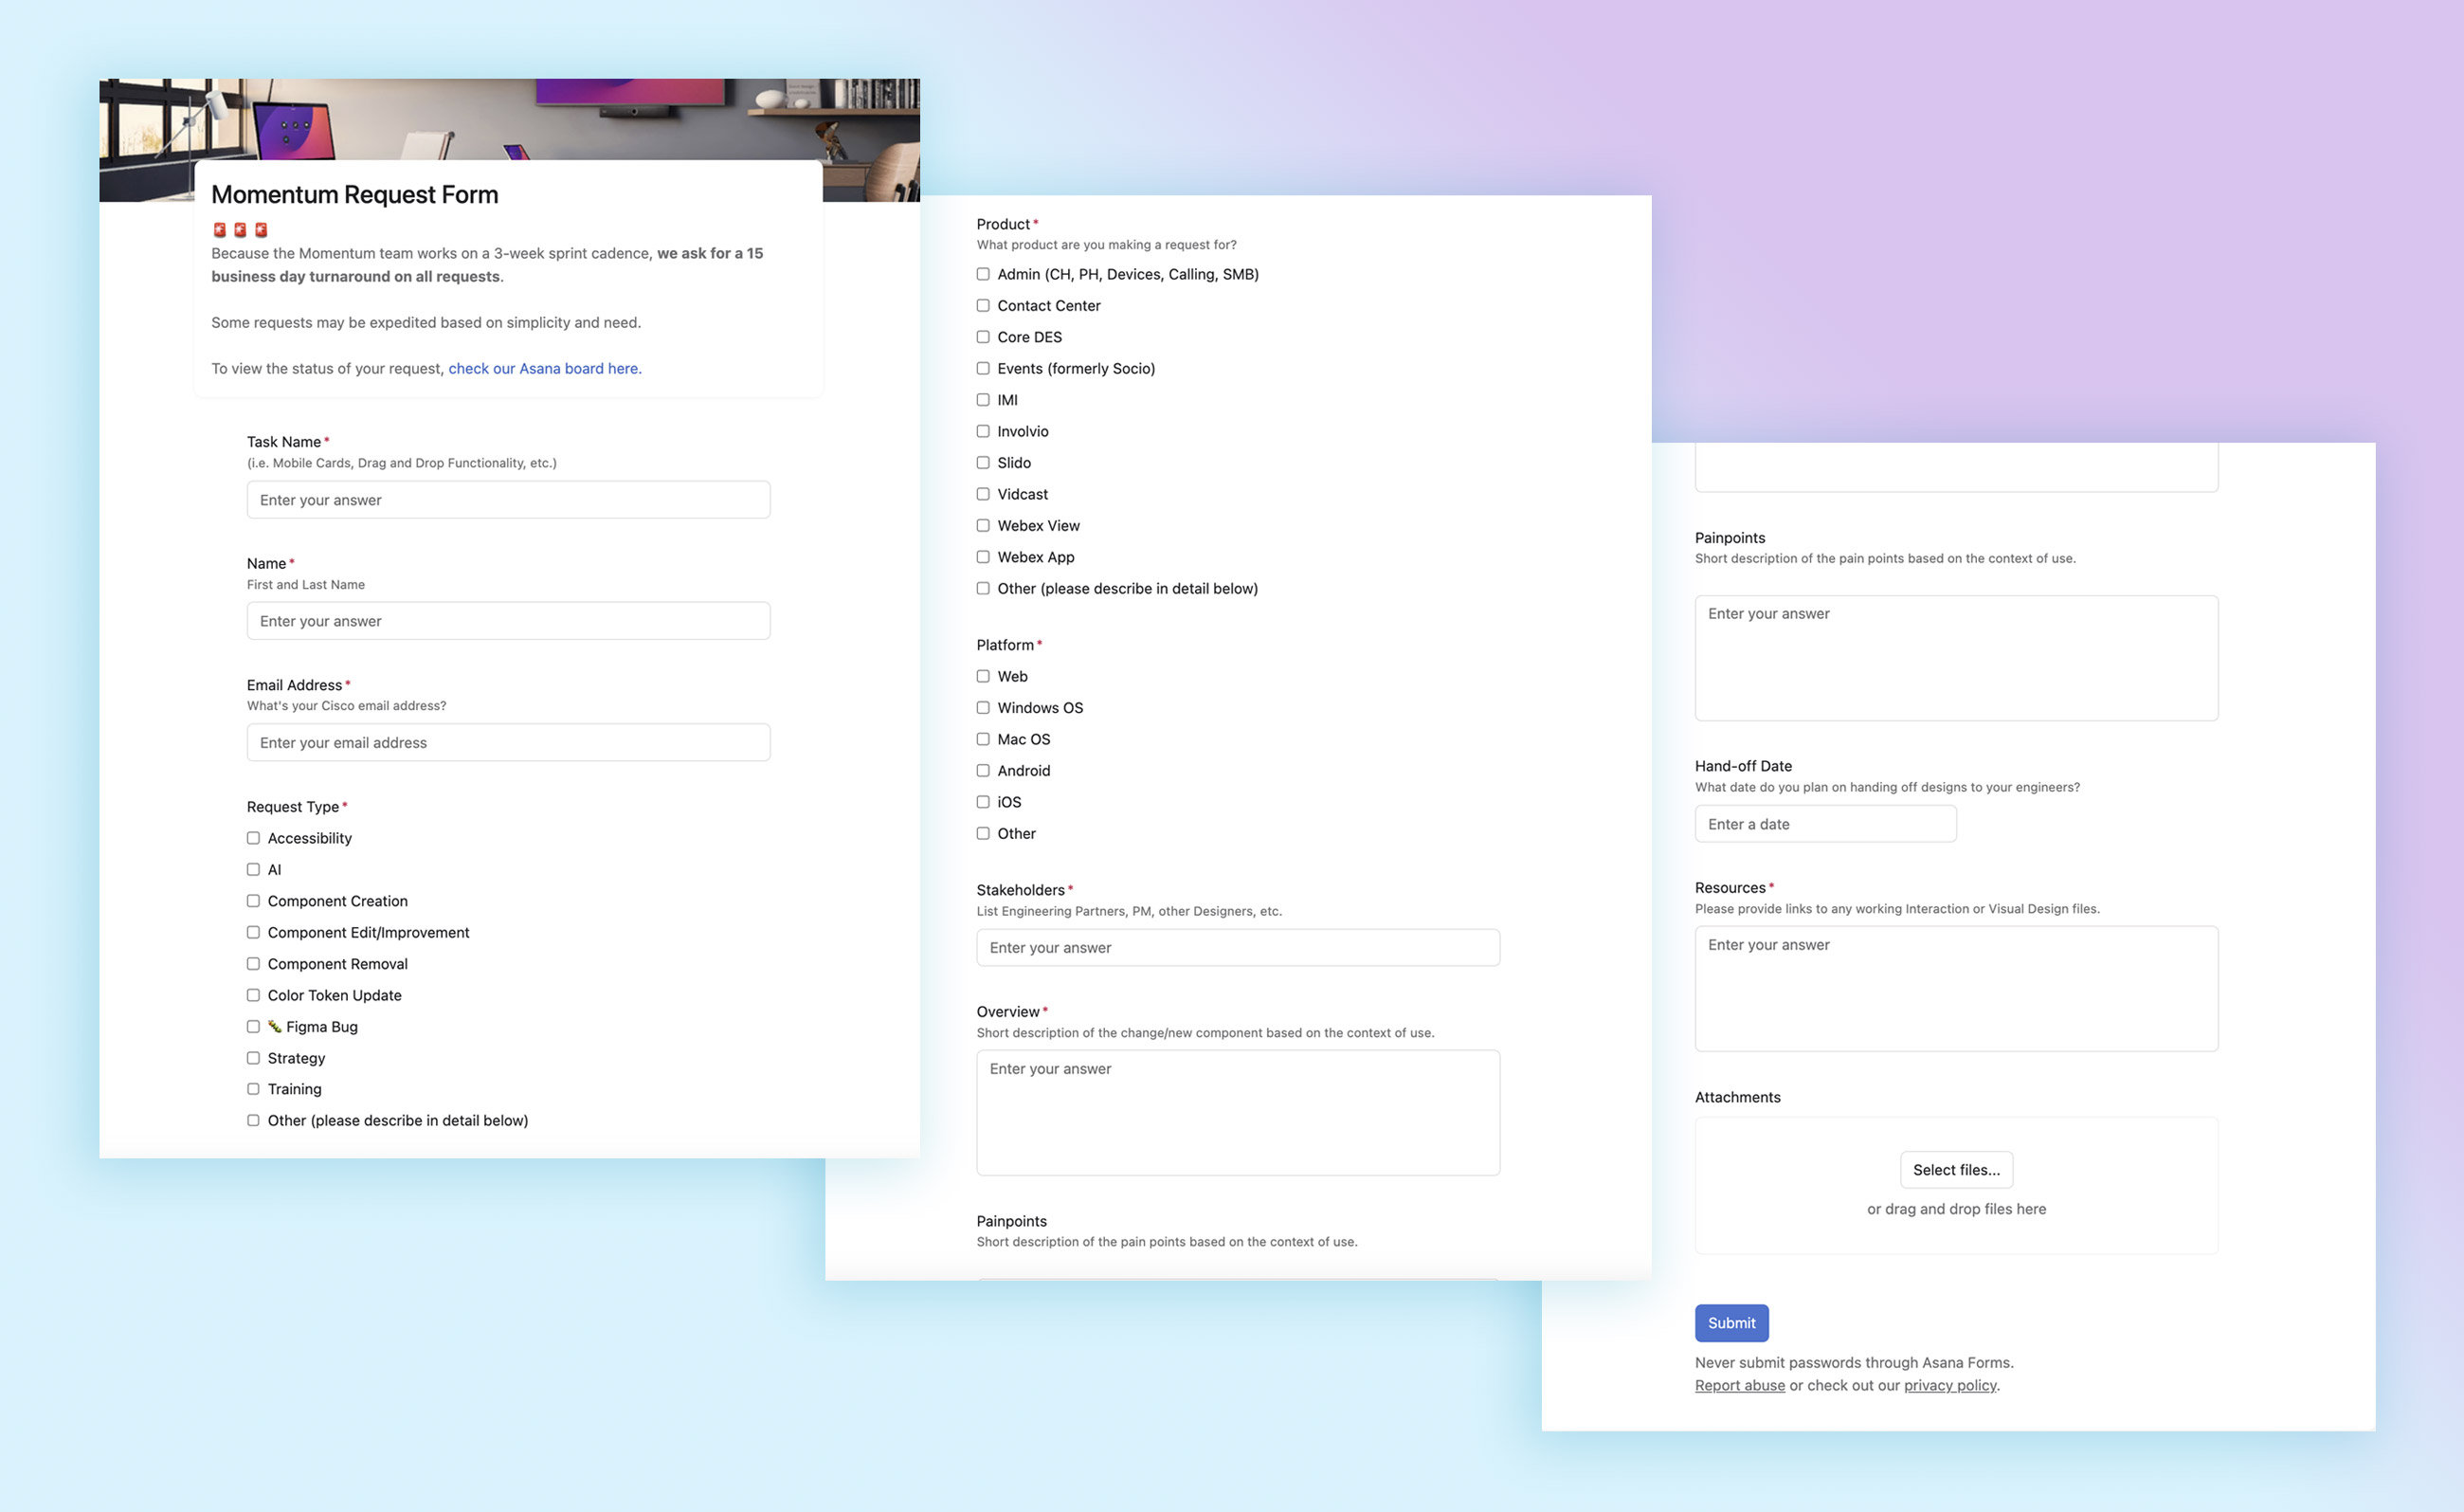 Momentum Request Form
🚨 🚨 🚨
Because the Momentum team works on a 3-week sprint cadence, we ask for a 15
business day turnaround on all requests.
Some requests may be expedited based on simplicity and need.
To view the status of your request, check our Asana board here.
Task Name *
(i.e. Mobile Cards, Drag and Drop Functionality, etc.)
Enter your answer
Name *
First and Last Name
Enter your answer
Email Address *
What's your Cisco email address?
Enter your email address
Request Type *
Accessibility
AI
Component Creation
Component Edit/Improvement
Component Removal
Color Token Update
🐛 Figma Bug
Strategy
Training
Other (please describe in detail below)
Product *
What product are you making a request for?
Admin (CH, PH, Devices, Calling, SMB)
Contact Center
Core DES
Events (formerly Socio)
IMI
Involvio
Slido
Vidcast
Webex View
Webex App
Other (please describe in detail below)
Platform *
Web
Windows OS
Mac OS
Android
iOS
Other
Stakeholders *
List Engineering Partners, PM, other Designers, etc.
Enter your answer
Overview *
Short description of the change/new component based on the context of use.
Enter your answer
Painpoints
Short description of the pain points based on the context of use.
Painpoints
Short description of the pain points based on the context of use.
Enter your answer
Hand-off Date
What date do you plan on handing off designs to your engineers?
Enter a date
Resources *
Please provide links to any working Interaction or Visual Design files.
Enter your answer
Attachments
Select files...
or drag and drop files here
Submit
Never submit passwords through Asana Forms.
Report abuse or check out our privacy policy.